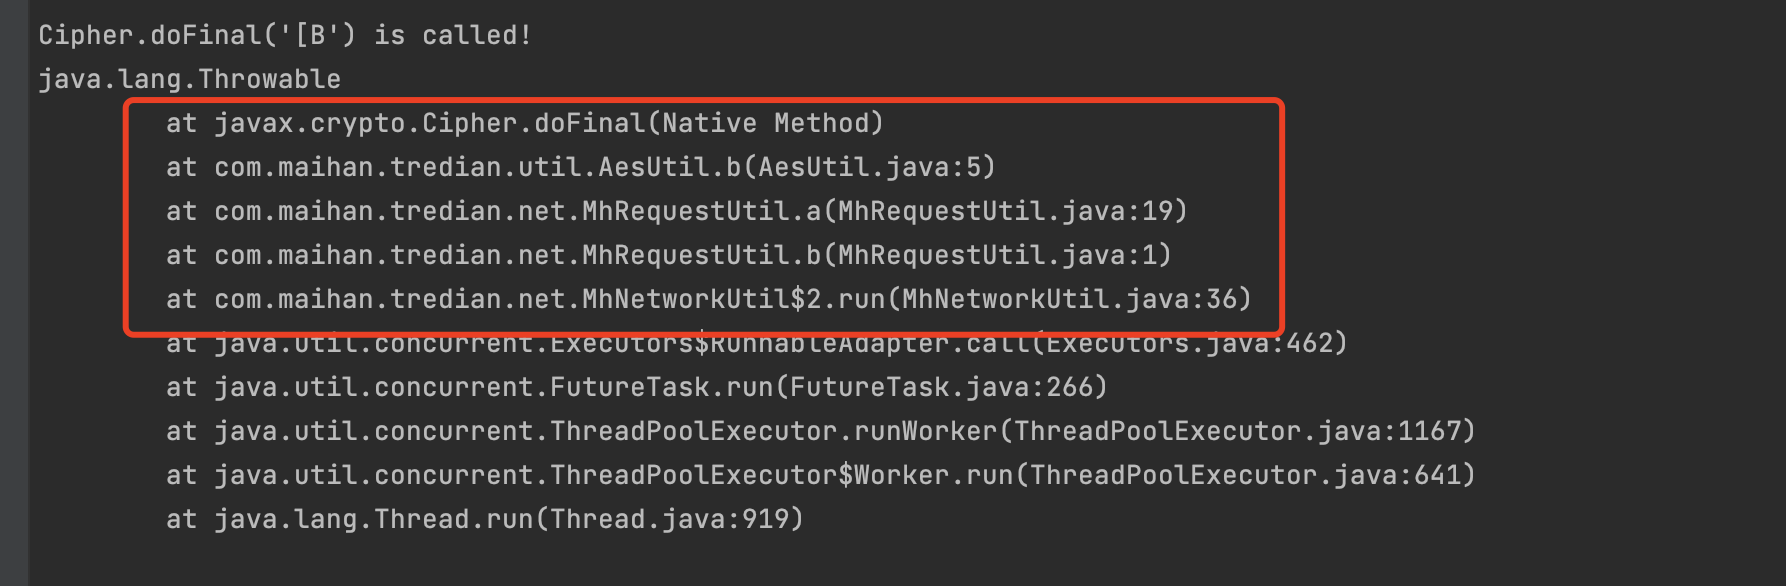 Cipher.doFinal('[B') is called!
java.lang.Throwable
at javax.crypto.Cipher.doFinal(Native Method)
at com.maihan.tredian.util.AesUtil.b(AesUtil.java:5)
at com.maihan.tredian.net.MhRequestUtil.a(MhRequestUtil.java:19)
at com.maihan.tredian.net.MhRequestUtil.b(MhRequestUtil.java:1)
at com.maihan.tredian.net.MhNetworkUtil$2.run(MhNetworkUtil.java:36)
at java.util.concurrent.Executors$RunnableAdapter.call(Executors.java:462)
at java.util.concurrent.FutureTask.run(FutureTask.java:266)
at java.util.concurrent.ThreadPoolExecutor.runWorker(ThreadPoolExecutor.java:1167)
at java.util.concurrent.ThreadPoolExecutor$Worker.run(ThreadPoolExecutor.java:641)
at java.lang.Thread.run(Thread.java:919)